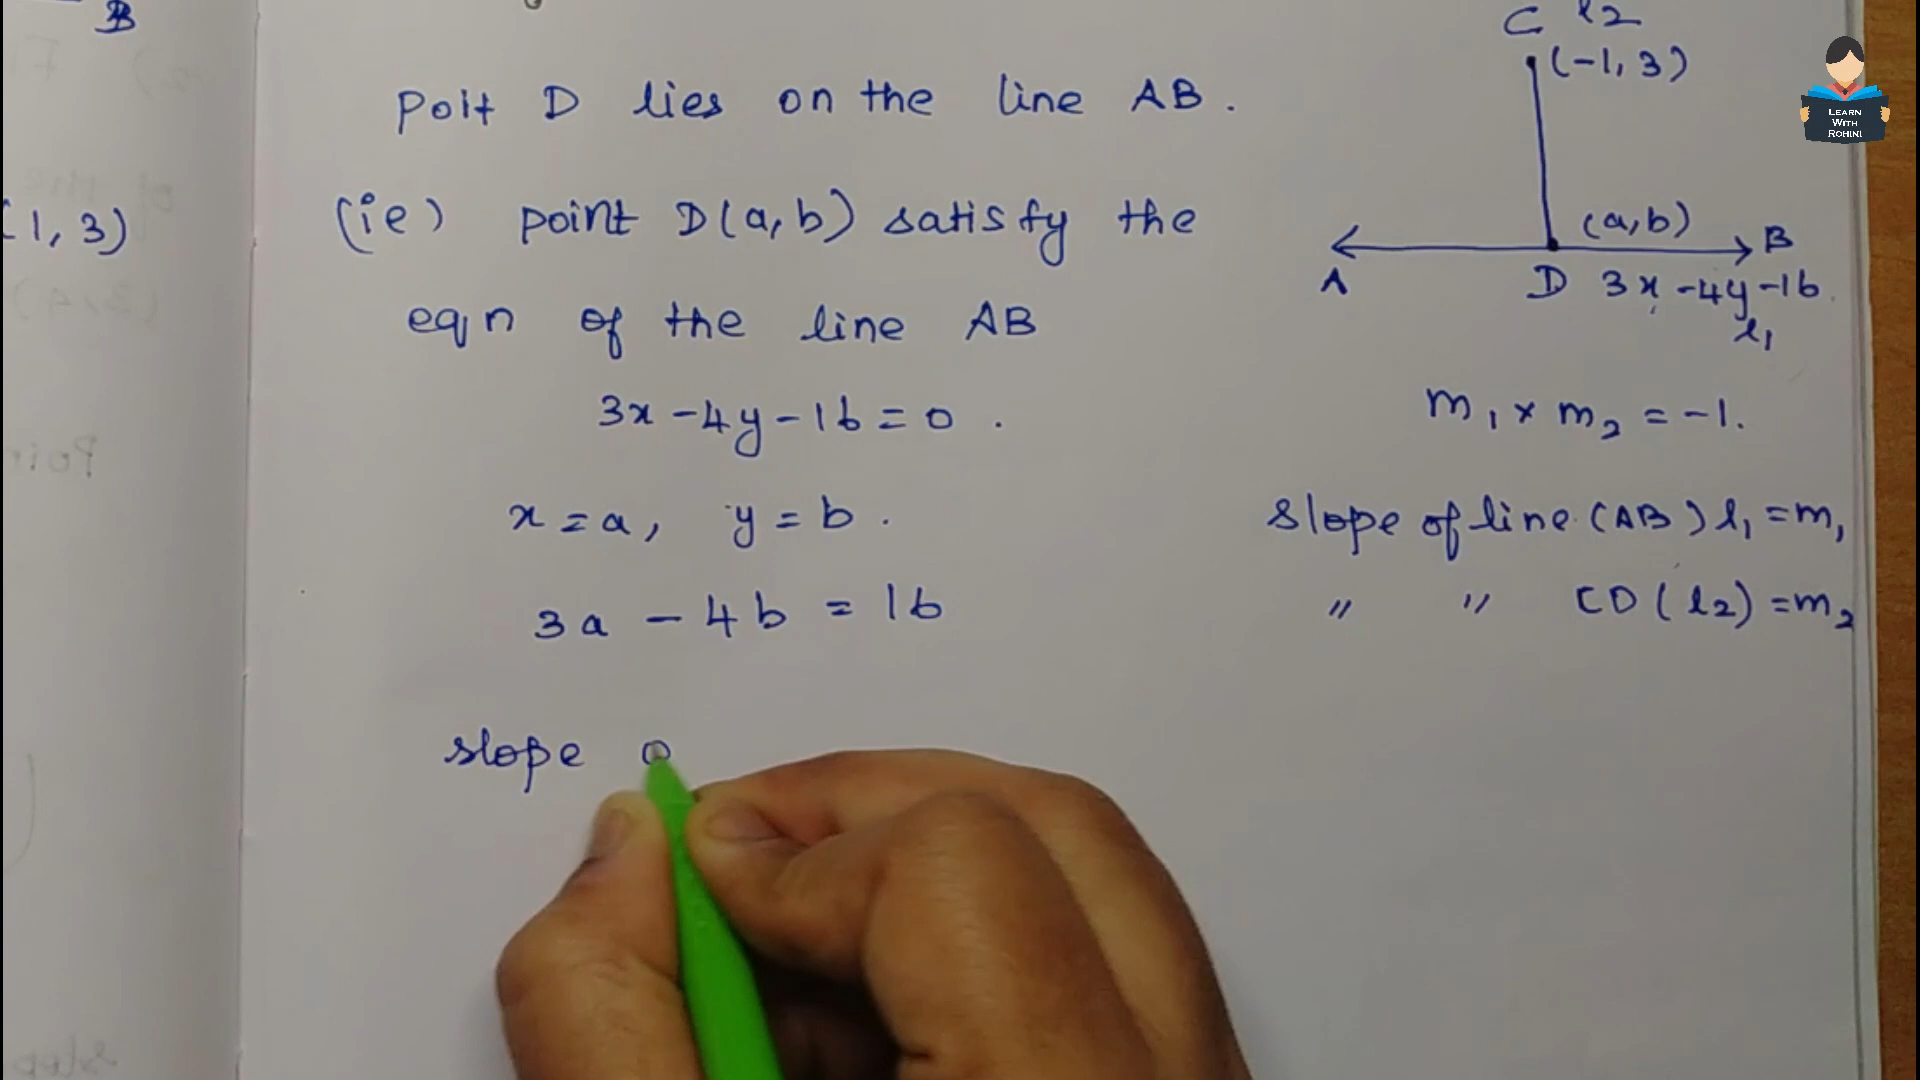 B
(1, 3)
Poit D lies on the line AB.
(ie) point D(a, b) satisfy the
eqn of the line AB
3x - 4y - 16 = 0 .
x = a, y = b .
3a - 4b = 16
slope o
C l2
(-1, 3)
(a, b) B
A D 3x - 4y - 16
l1
m1 × m2 = -1.
slope of line (AB) l1 = m1
" " CD (l2) = m2
LEARN
WITH
ROHINI